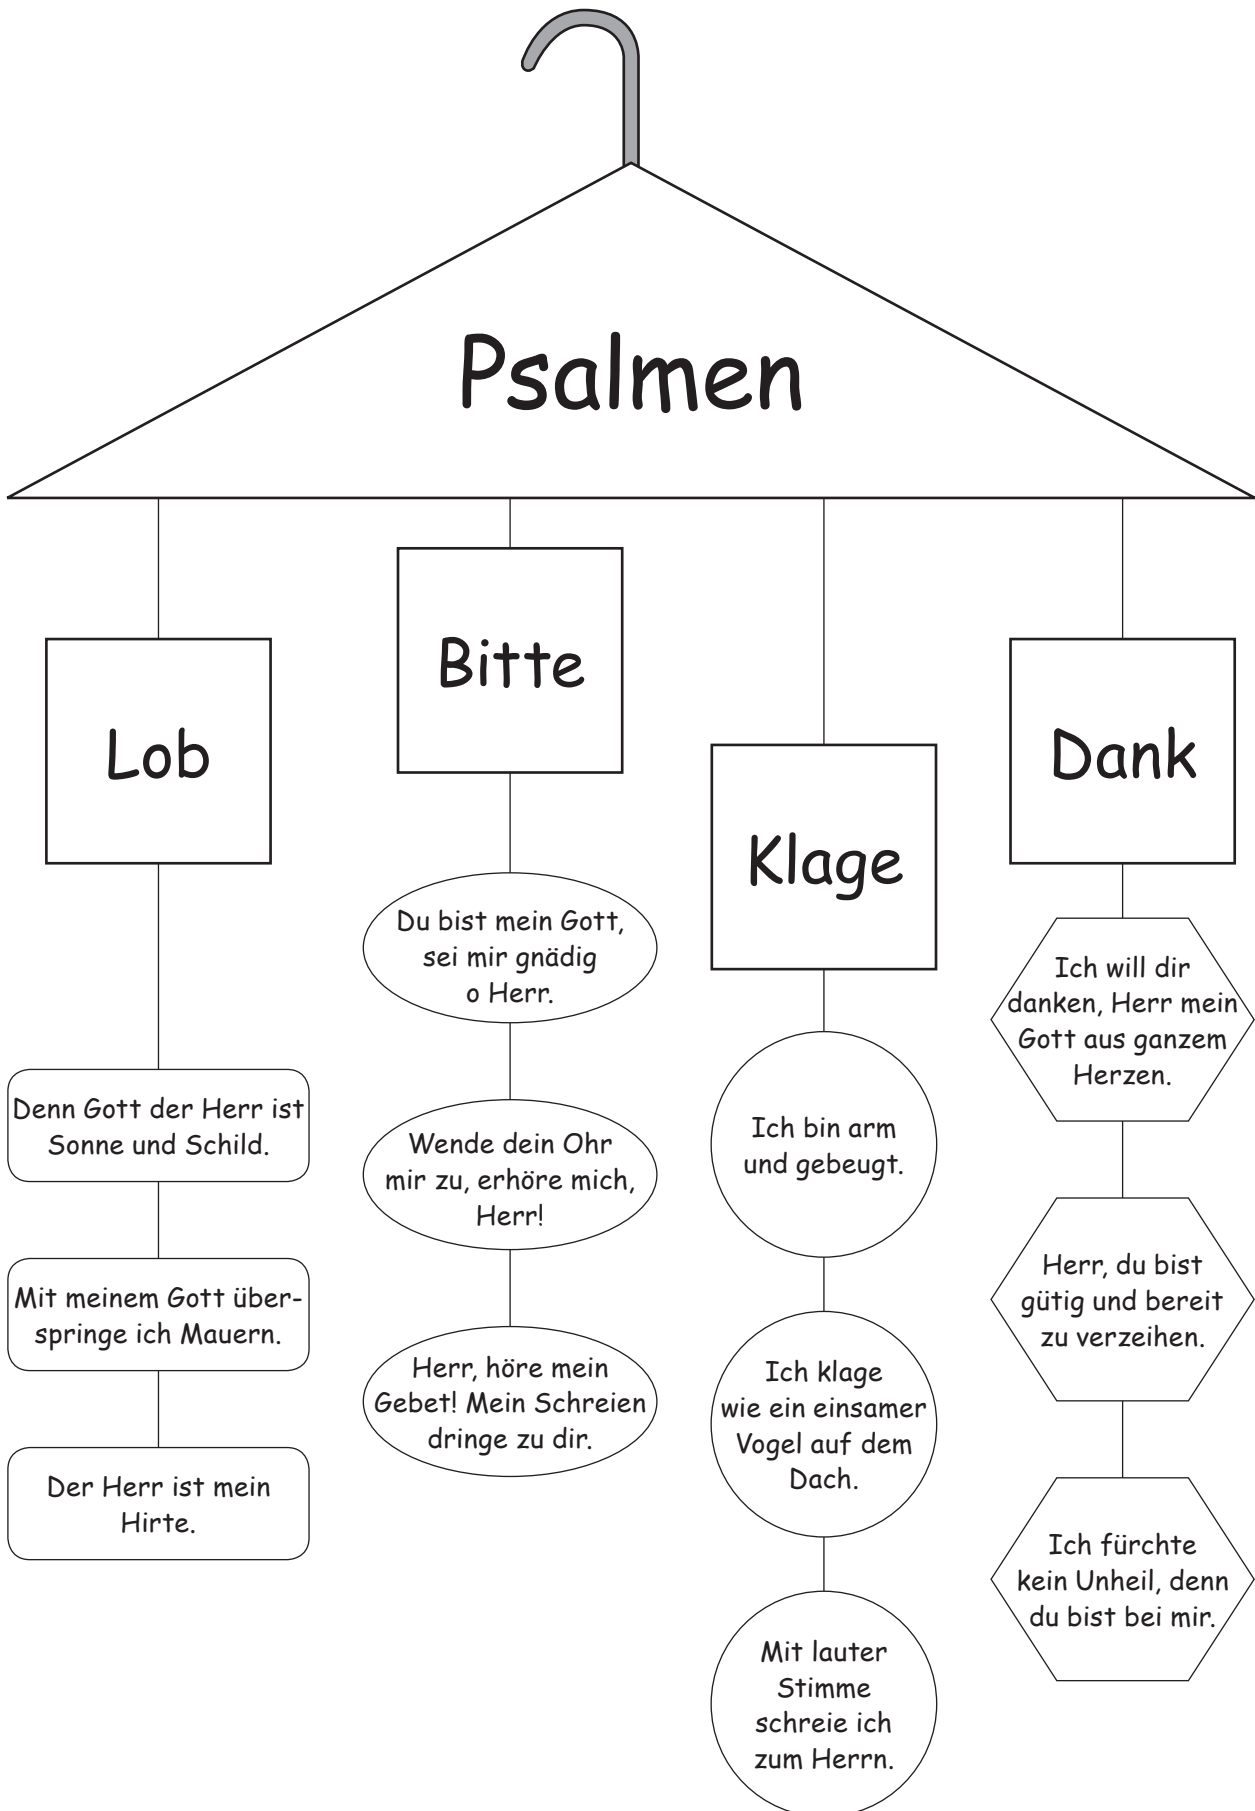 Psalmen
Lob
Denn Gott der Herr ist
Sonne und Schild.
Mit meinem Gott über-
springe ich Mauern.
Der Herr ist mein
Hirte.
Bitte
Du bist mein Gott,
sei mir gnädig
o Herr.
Wende dein Ohr
mir zu, erhöre mich,
Herr!
Herr, höre mein
Gebet! Mein Schreien
dringe zu dir.
Klage
Ich bin arm
und gebeugt.
Ich klage
wie ein einsamer
Vogel auf dem
Dach.
Mit lauter
Stimme
schreie ich
zum Herrn.
Dank
Ich will dir
danken, Herr mein
Gott aus ganzem
Herzen.
Herr, du bist
gütig und bereit
zu verzeihen.
Ich fürchte
kein Unheil, denn
du bist bei mir.